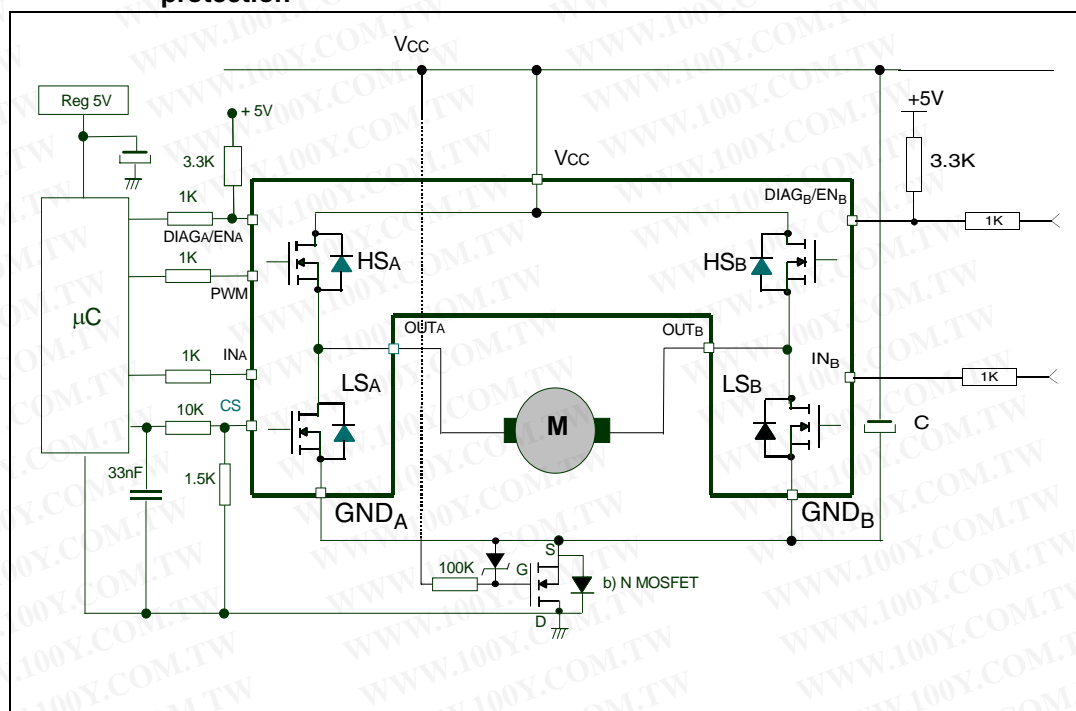 protection
VCC
Reg 5V
+ 5V
+5V
3.3K
3.3K
VCC
1K
DIAGA/ENA
DIAGB/ENB
1K
HSA
HSB
1K
PWM
µC
OUTA
OUTB
INA
INB
1K
1K
LSA
LSB
CS
10K
M
C
33nF
1.5K
GNDA
GNDB
S
100K
G
b) N MOSFET
D
WWW.100Y.COM.TW